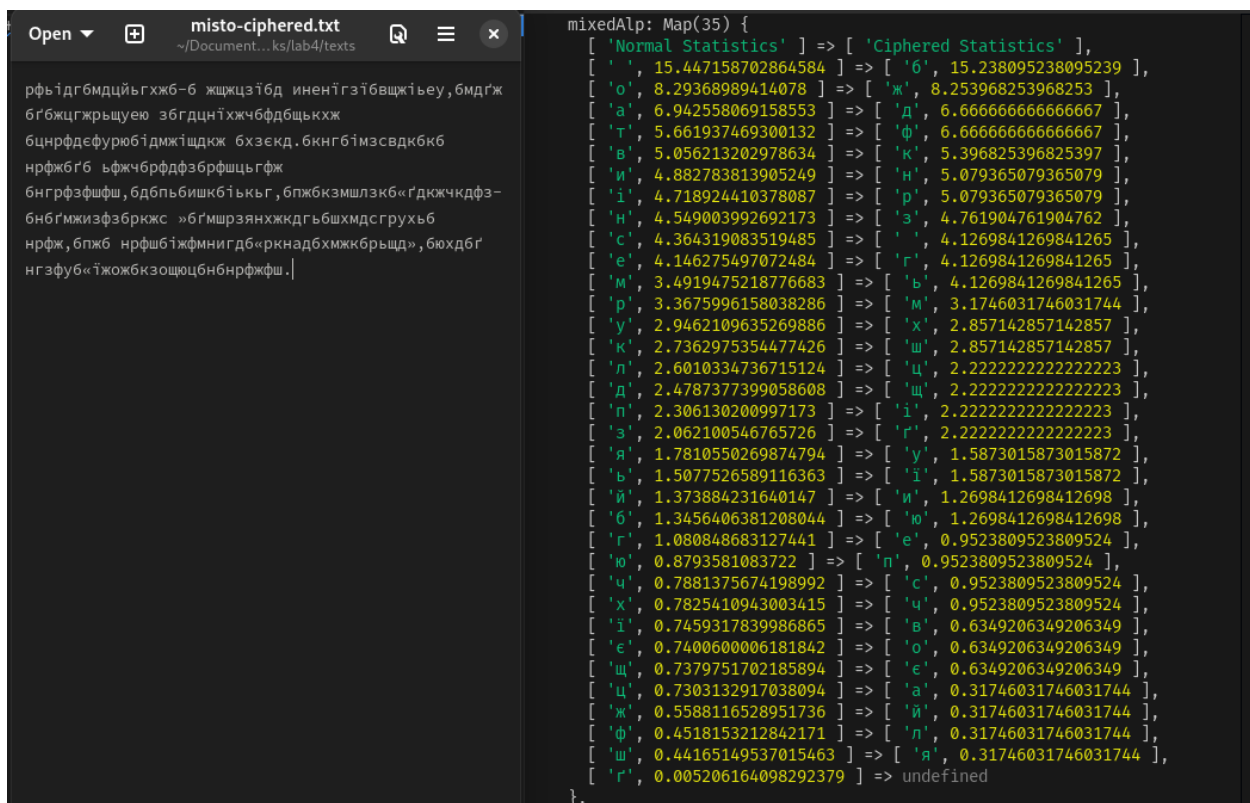 Open
misto-ciphered.txt
~/Document…ks/lab4/texts
рфьідгбмдцйьгхжб-б жщжцзїбд иненїгзїбвщжіьеу,бмдґж
бґбжцгжрьщуею збгдцнїхжчбфдбщькхж
бцнрфдєфурюбідмжіщдкж бхзєкд.бкнгбімзсвдкбкб
нрфжбґб ьфжчбрфдфзбрфшцьгфж
бнгрфзфшфш,бдбпьбишкбіькьг,бпжбкзмшлзкб«ґдкжчкдфз–
бнбґмжизфзбркжс »бґмшрзянхжкдгьбшхмдсгрухьб
нрфж,бпжб нрфшбіжфмнигдб«ркнадбхмжкбрьщд»,бюхдбґ
нгзфуб«їжожбкзощюцбнбнрфжфш.
mixedAlp: Map(35) {
[ 'Normal Statistics' ] => [ 'Ciphered Statistics' ],
[ ' ', 15.447158702864584 ] => [ 'б', 15.238095238095239 ],
[ 'о', 8.29368989414078 ] => [ 'ж', 8.253968253968253 ],
[ 'а', 6.942558069158553 ] => [ 'д', 6.666666666666667 ],
[ 'т', 5.661937469300132 ] => [ 'ф', 6.666666666666667 ],
[ 'в', 5.056213202978634 ] => [ 'к', 5.396825396825397 ],
[ 'и', 4.882783813905249 ] => [ 'н', 5.079365079365079 ],
[ 'і', 4.718924410378087 ] => [ 'р', 5.079365079365079 ],
[ 'н', 4.549003992692173 ] => [ 'з', 4.761904761904762 ],
[ 'с', 4.364319083519485 ] => [ ' ', 4.1269841269841265 ],
[ 'е', 4.146275497072484 ] => [ 'г', 4.1269841269841265 ],
[ 'м', 3.4919475218776683 ] => [ 'ь', 4.1269841269841265 ],
[ 'р', 3.3675996158038286 ] => [ 'м', 3.1746031746031744 ],
[ 'у', 2.9462109635269886 ] => [ 'х', 2.857142857142857 ],
[ 'к', 2.7362975354477426 ] => [ 'ш', 2.857142857142857 ],
[ 'л', 2.6010334736715124 ] => [ 'ц', 2.2222222222222223 ],
[ 'д', 2.4787377399058608 ] => [ 'щ', 2.2222222222222223 ],
[ 'п', 2.306130200997173 ] => [ 'і', 2.2222222222222223 ],
[ 'з', 2.062100546765726 ] => [ 'ґ', 2.2222222222222223 ],
[ 'я', 1.7810550269874794 ] => [ 'у', 1.5873015873015872 ],
[ 'ь', 1.5077526589116363 ] => [ 'ї', 1.5873015873015872 ],
[ 'й', 1.373884231640147 ] => [ 'и', 1.2698412698412698 ],
[ 'б', 1.3456406381208044 ] => [ 'ю', 1.2698412698412698 ],
[ 'г', 1.080848683127441 ] => [ 'е', 0.9523809523809524 ],
[ 'ю', 0.8793581083722 ] => [ 'п', 0.9523809523809524 ],
[ 'ч', 0.7881375674198992 ] => [ 'с', 0.9523809523809524 ],
[ 'х', 0.7825410943003415 ] => [ 'ч', 0.9523809523809524 ],
[ 'ї', 0.7459317839986865 ] => [ 'в', 0.6349206349206349 ],
[ 'є', 0.7400600006181842 ] => [ 'о', 0.6349206349206349 ],
[ 'щ', 0.7379751702185894 ] => [ 'є', 0.6349206349206349 ],
[ 'ц', 0.7303132917038094 ] => [ 'а', 0.31746031746031744 ],
[ 'ж', 0.5588116528951736 ] => [ 'й', 0.31746031746031744 ],
[ 'ф', 0.4518153212842171 ] => [ 'л', 0.31746031746031744 ],
[ 'ш', 0.44165149537015463 ] => [ 'я', 0.31746031746031744 ],
[ 'ґ', 0.005206164098292379 ] => undefined
},